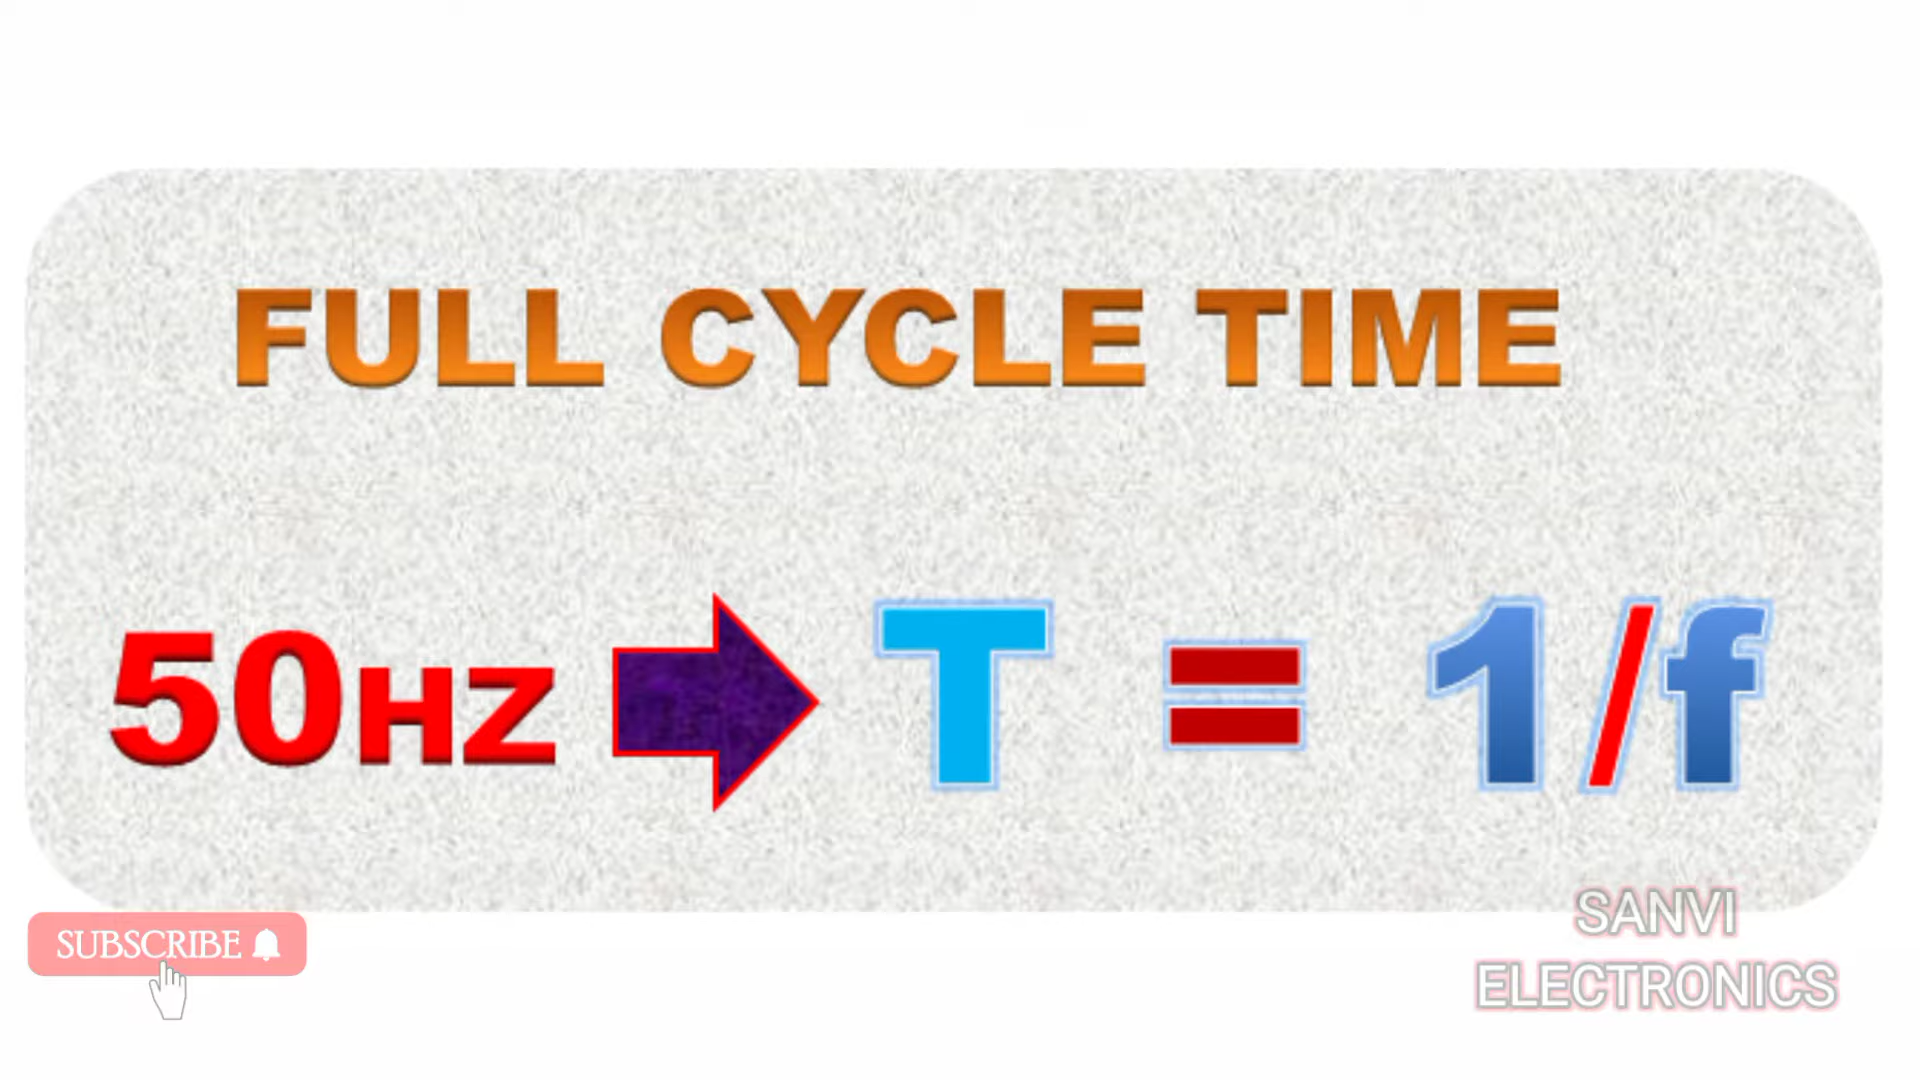 FULL CYCLE TIME
50HZ T = 1/f
SUBSCRIBE
SANVI
ELECTRONICS